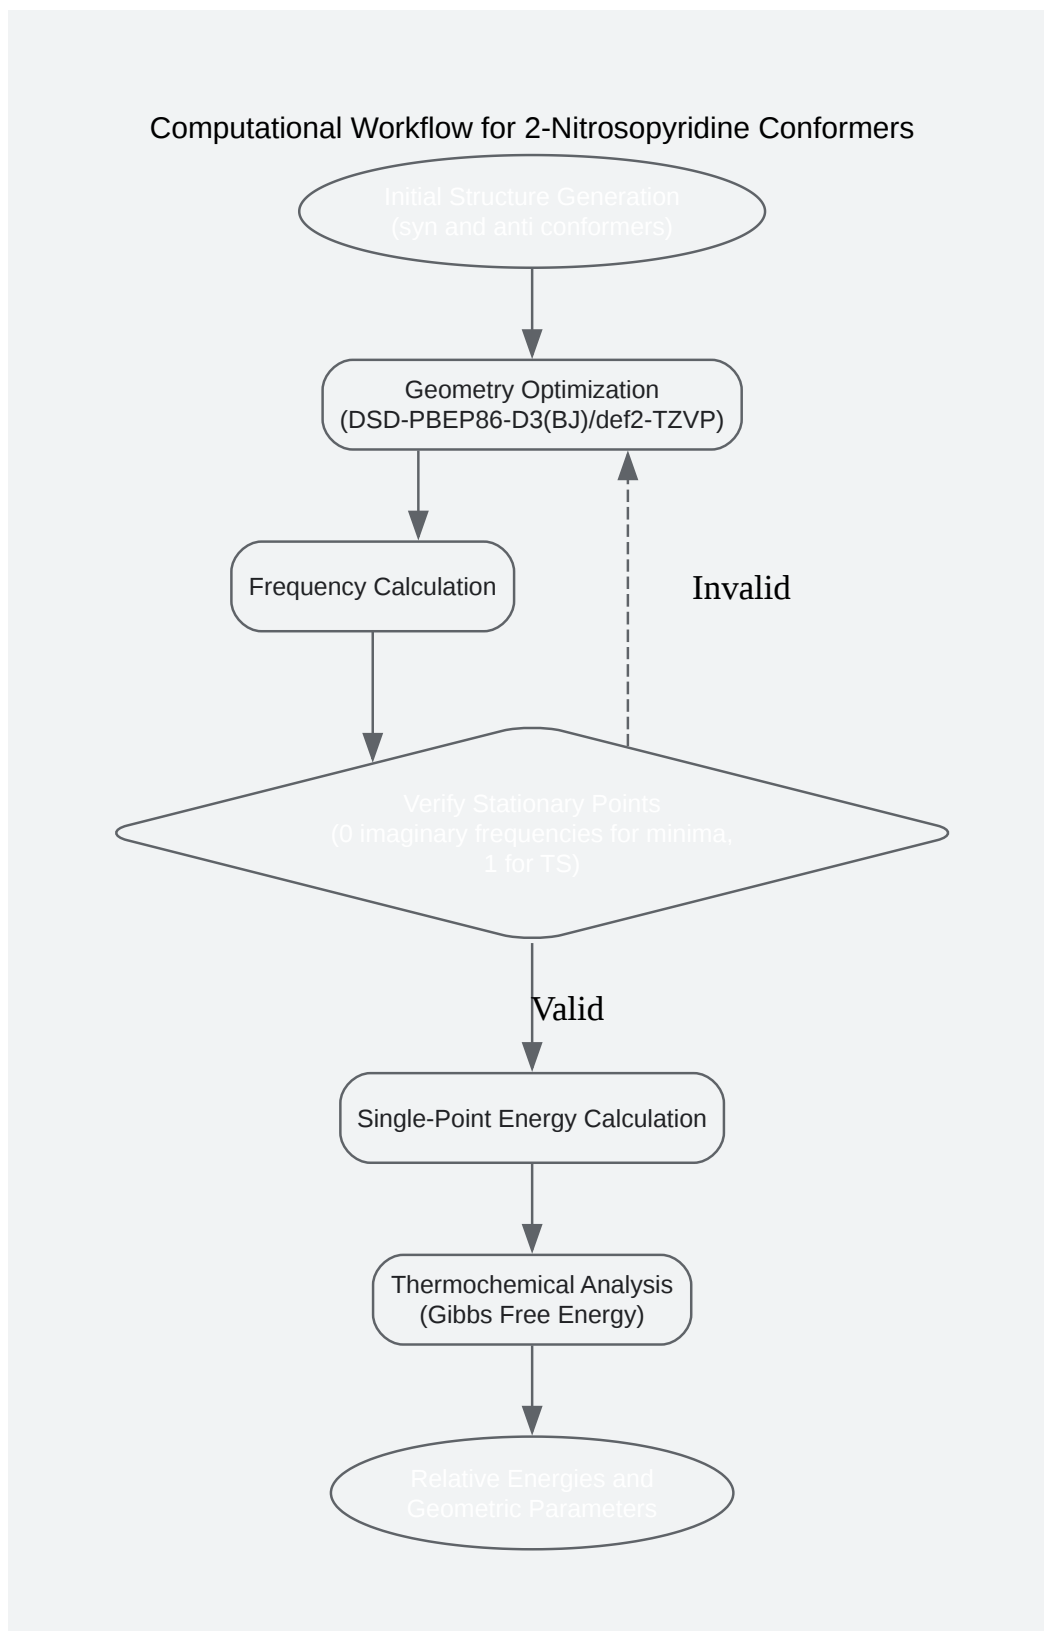 Computational Workflow for 2-Nitrosopyridine Conformers
Initial Structure Generation
(syn and anti conformers)
Geometry Optimization
(DSD-PBEP86-D3(BJ)/def2-TZVP)
Frequency Calculation
Invalid
Verify Stationary Points
(0 imaginary frequencies for minima,
1 for TS)
Valid
Single-Point Energy Calculation
Thermochemical Analysis
(Gibbs Free Energy)
Relative Energies and
Geometric Parameters